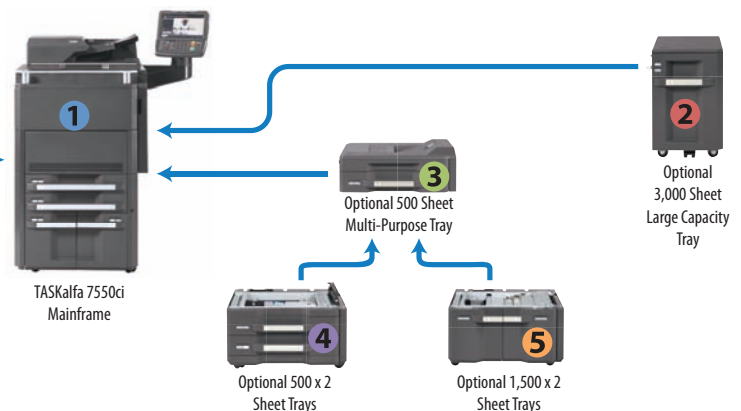 1
TASKalfa 7550ci
Mainframe
2
Optional
3,000 Sheet
Large Capacity
Tray
3
Optional 500 Sheet
Multi-Purpose Tray
4
Optional 500 x 2
Sheet Trays
5
Optional 1,500 x 2
Sheet Trays